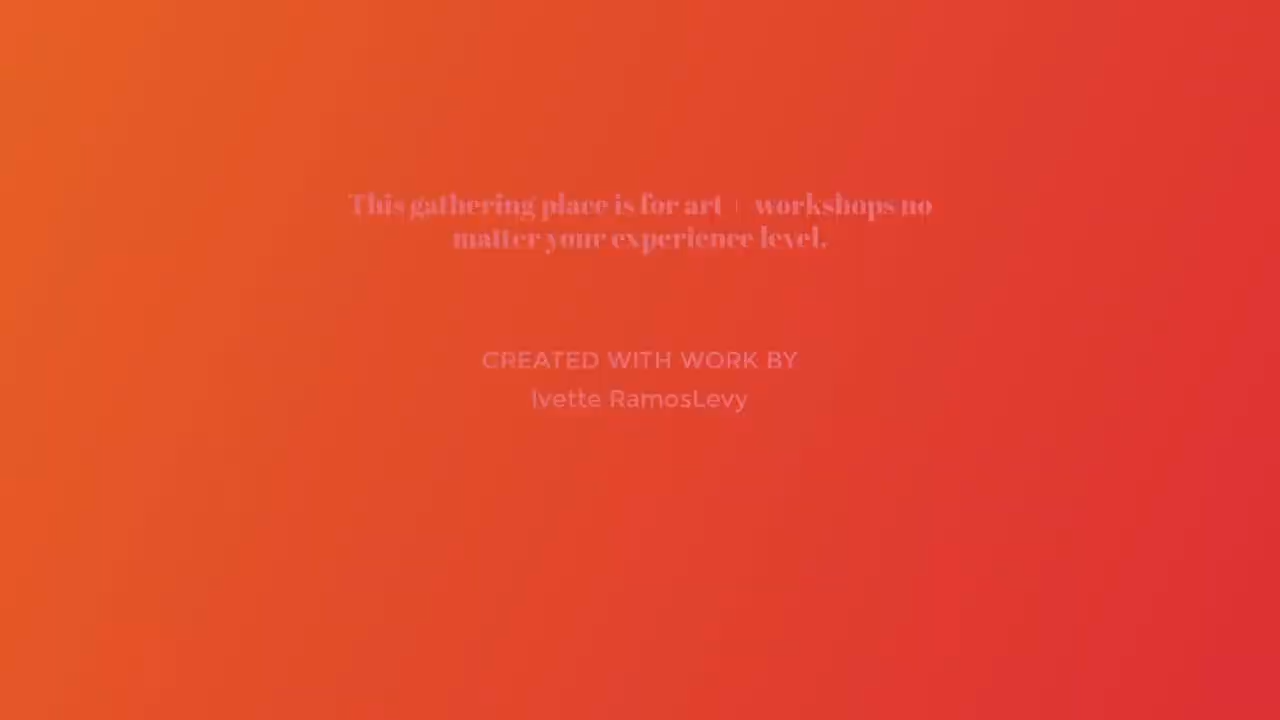 This gathering place is for art + workshops no
matter your experience level.
CREATED WITH WORK BY
Ivette RamosLevy